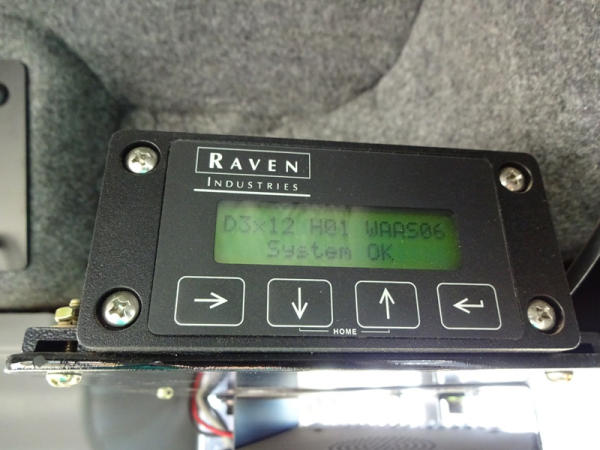 RAVEN
INDUSTRIES
D3x12 H01 WAAS06
System OK
HOME